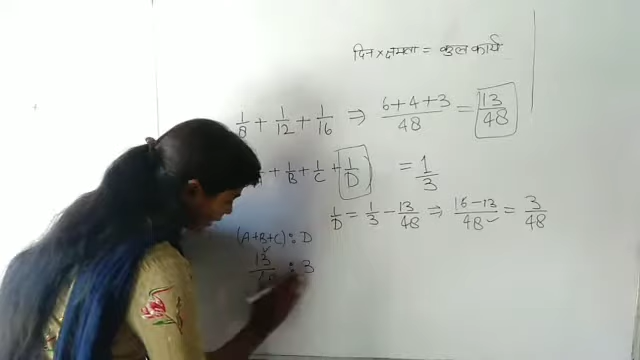 दिन × क्षमता = कुल कार्य
1/8 + 1/12 + 1/16 ⇒ (6+4+3)/48 = 13/48
+ 1/B + 1/C + 1/D = 1/3
1/D = 1/3 - 13/48 ⇒ (16-13)/48 = 3/48
(A+B+C) : D
13 : 3